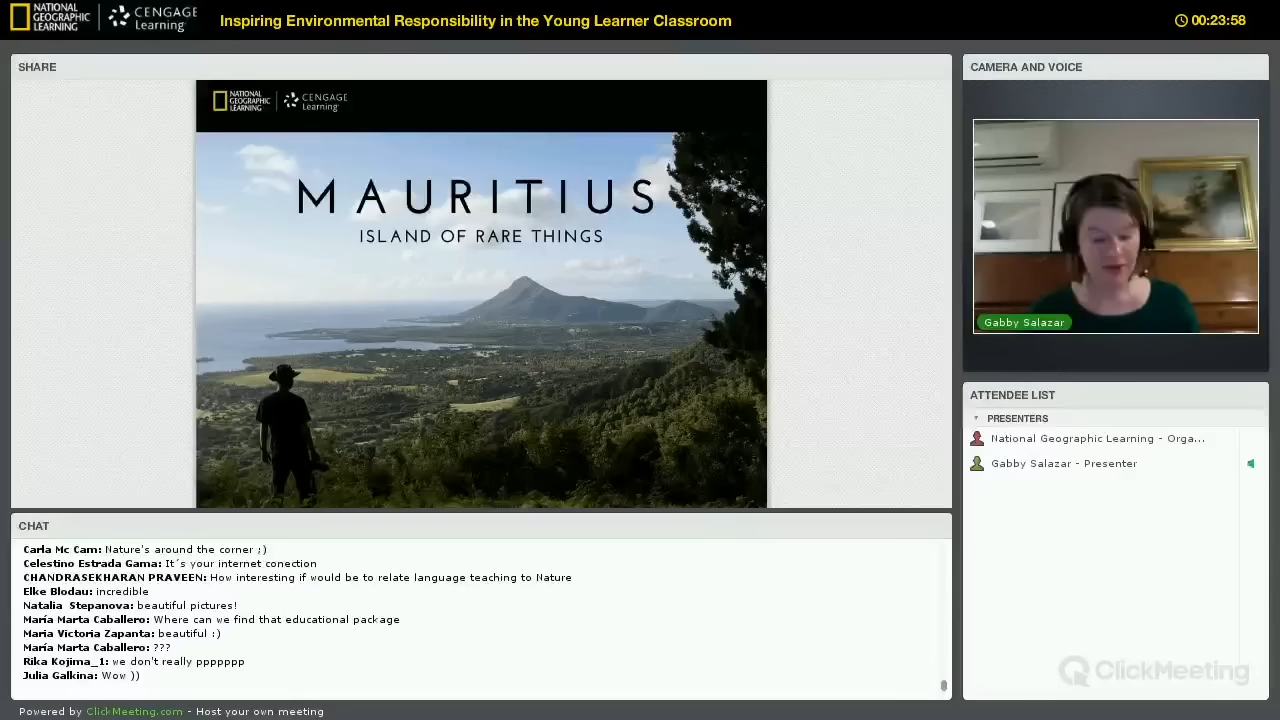 NATIONAL GEOGRAPHIC LEARNING
CENGAGE Learning
Inspiring Environmental Responsibility in the Young Learner Classroom
00:23:58
SHARE
NATIONAL GEOGRAPHIC LEARNING
CENGAGE Learning
MAURITIUS
ISLAND OF RARE THINGS
CAMERA AND VOICE
Gabby Salazar
ATTENDEE LIST
PRESENTERS
National Geographic Learning - Orga...
Gabby Salazar - Presenter
CHAT
Carla Mc Cam: Nature's around the corner ;)
Celestino Estrada Gama: It´s your internet conection
CHANDRASEKHARAN PRAVEEN: How interesting if would be to relate language teaching to Nature
Elke Blodau: incredible
Natalia Stepanova: beautiful pictures!
María Marta Caballero: Where can we find that educational package
Maria Victoria Zapanta: beautiful :)
María Marta Caballero: ???
Rika Kojima_1: we don't really ppppppp
Julia Galkina: Wow ))
ClickMeeting
Powered by ClickMeeting.com - Host your own meeting